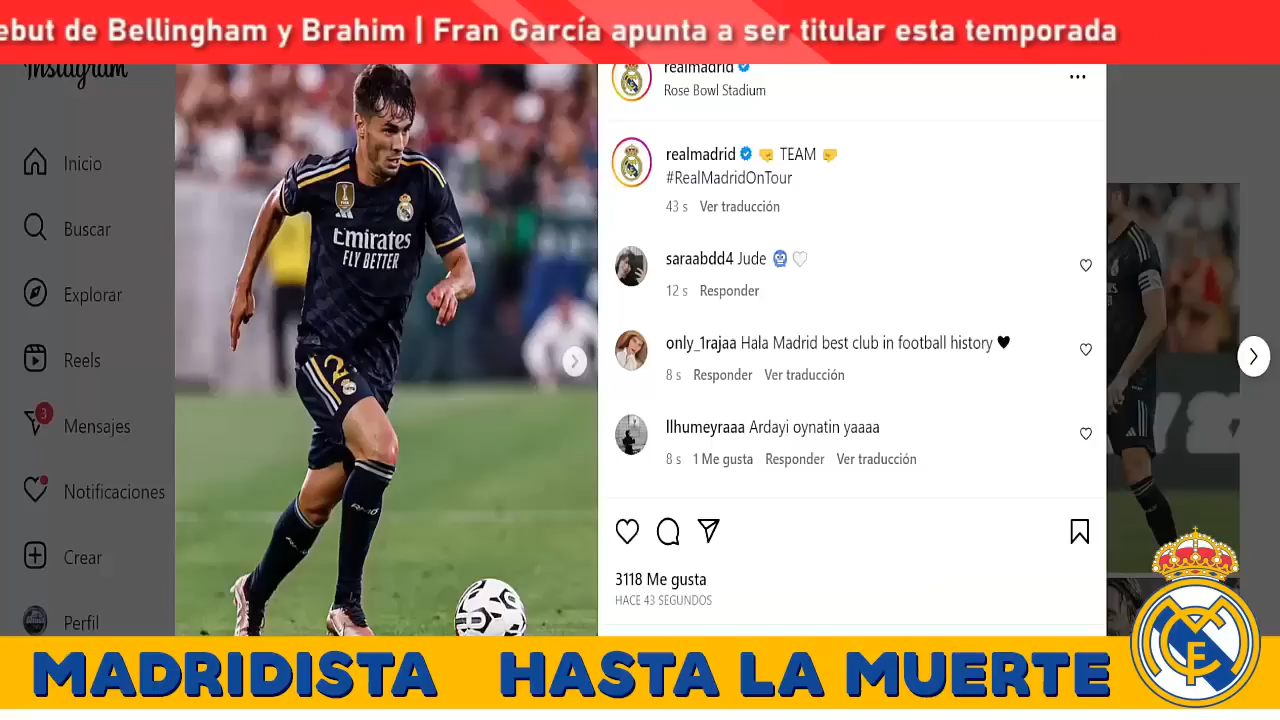 ebut de Bellingham y Brahim | Fran García apunta a ser titular esta temporada
Instagram
Inicio
Buscar
Explorar
Reels
3
Mensajes
Notificaciones
Crear
Perfil
Emirates
FLY BETTER
2
realmadrid
Rose Bowl Stadium
realmadrid 🤜 TEAM 🤛
#RealMadridOnTour
43 s Ver traducción
saraabdd4 Jude 🥶🤍
12 s Responder
only_1rajaa Hala Madrid best club in football history ♥
8 s Responder Ver traducción
llhumeyraaa Ardayi oynatin yaaaa
8 s 1 Me gusta Responder Ver traducción
3118 Me gusta
HACE 43 SEGUNDOS
MADRIDISTA HASTA LA MUERTE